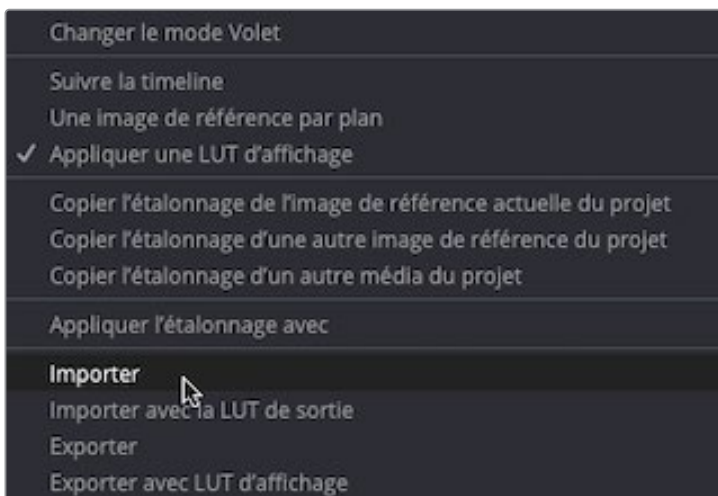 Changer le mode Volet
Suivre la timeline
Une image de référence par plan
Appliquer une LUT d'affichage
Copier l'étalonnage de l'image de référence actuelle du projet
Copier l'étalonnage d'une autre image de référence du projet
Copier l'étalonnage d'un autre média du projet
Appliquer l'étalonnage avec
Importer
Importer avec la LUT de sortie
Exporter
Exporter avec LUT d'affichage